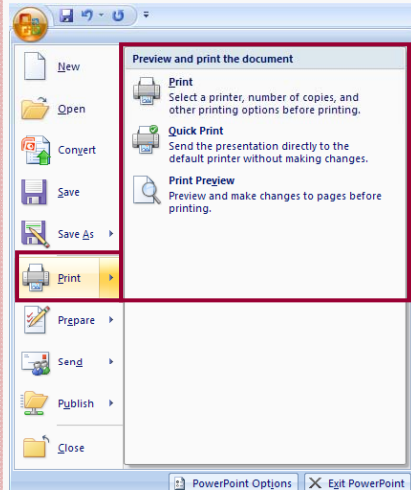 Preview and print the document
New
Open
Convert
Save
Save As
Print
Prepare
Send
Publish
Close
Print
Select a printer, number of copies, and
other printing options before printing.
Quick Print
Send the presentation directly to the
default printer without making changes.
Print Preview
Preview and make changes to pages before
printing.
PowerPoint Options
Exit PowerPoint